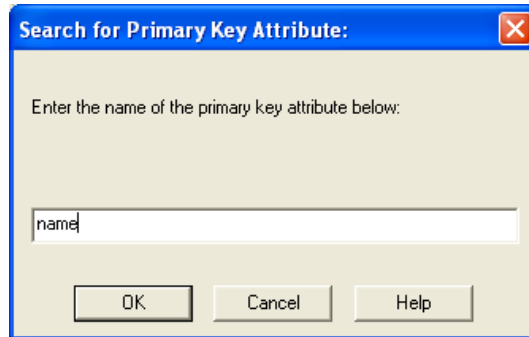 Search for Primary Key Attribute:
Enter the name of the primary key attribute below:
name
OK Cancel Help